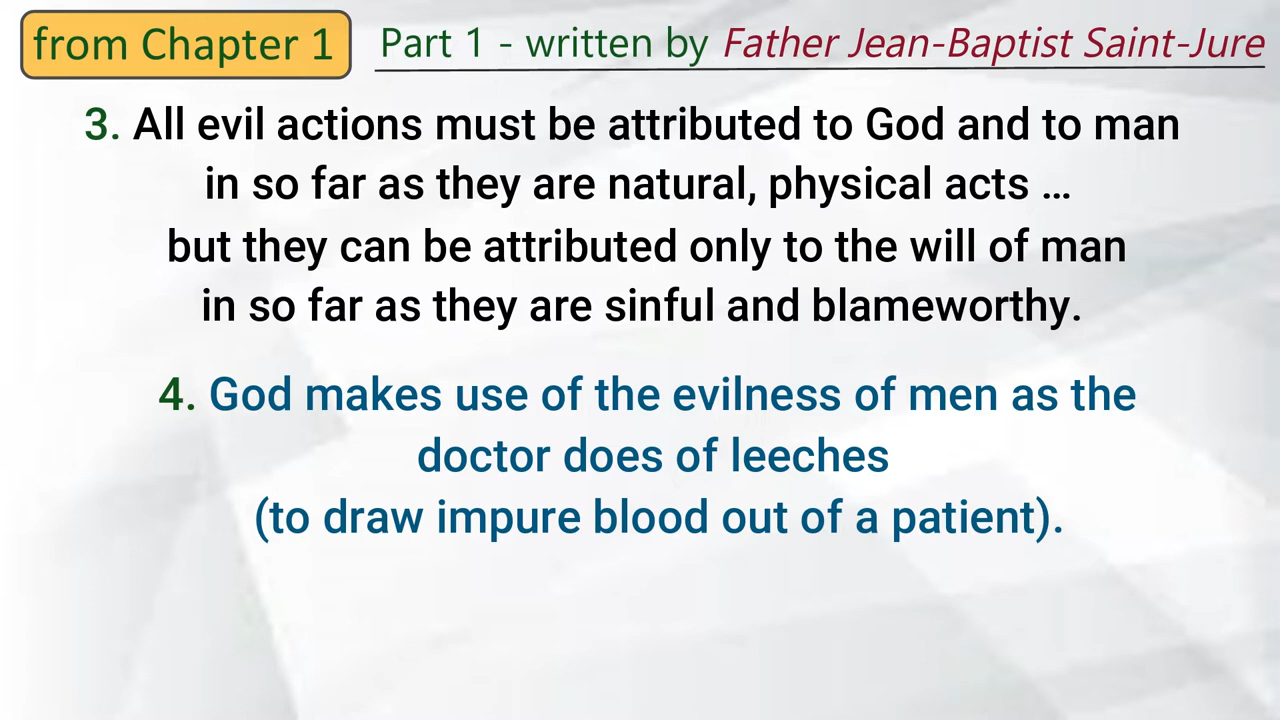 from Chapter 1
Part 1 - written by Father Jean-Baptist Saint-Jure
3. All evil actions must be attributed to God and to man
in so far as they are natural, physical acts ...
but they can be attributed only to the will of man
in so far as they are sinful and blameworthy.
4. God makes use of the evilness of men as the
doctor does of leeches
(to draw impure blood out of a patient).